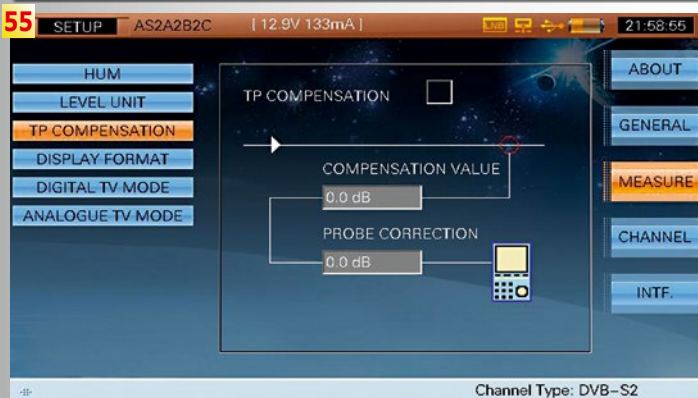 55
SETUP AS2A2B2C [ 12.9V 133mA ] LNB 21:58:55
HUM
LEVEL UNIT
TP COMPENSATION
DISPLAY FORMAT
DIGITAL TV MODE
ANALOGUE TV MODE
TP COMPENSATION
COMPENSATION VALUE
0.0 dB
PROBE CORRECTION
0.0 dB
ABOUT
GENERAL
MEASURE
CHANNEL
INTF.
Channel Type: DVB-S2